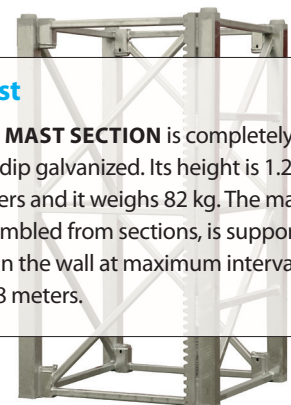 st
MAST SECTION is completely
dip galvanized. Its height is 1.2
ers and it weighs 82 kg. The ma
mbled from sections, is suppor
n the wall at maximum interva
3 meters.